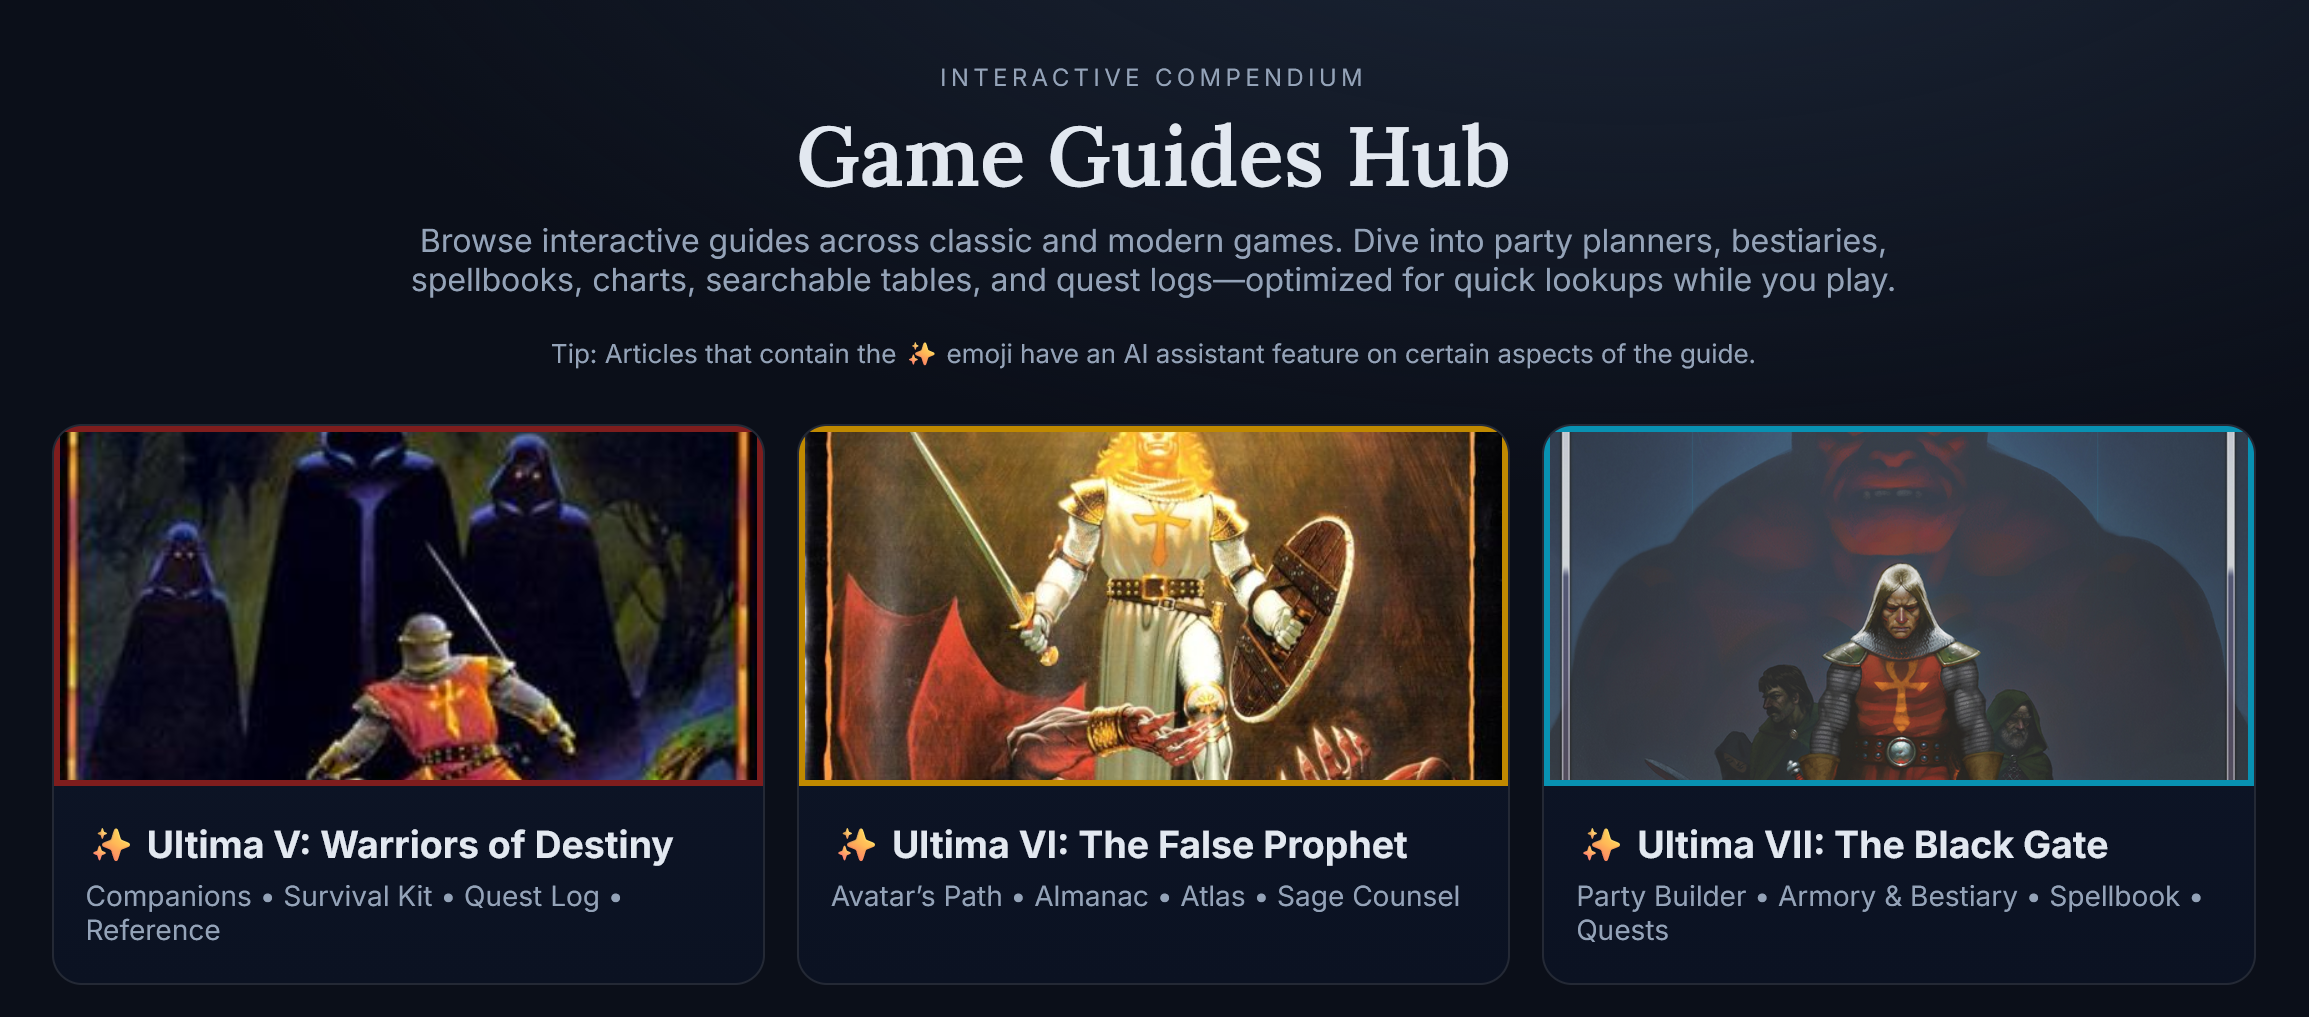 INTERACTIVE COMPENDIUM
Game Guides Hub
Browse interactive guides across classic and modern games. Dive into party planners, bestiaries,
spellbooks, charts, searchable tables, and quest logs—optimized for quick lookups while you play.
Tip: Articles that contain the ✨ emoji have an AI assistant feature on certain aspects of the guide.
✨ Ultima V: Warriors of Destiny
Companions • Survival Kit • Quest Log •
Reference
✨ Ultima VI: The False Prophet
Avatar’s Path • Almanac • Atlas • Sage Counsel
✨ Ultima VII: The Black Gate
Party Builder • Armory & Bestiary • Spellbook •
Quests